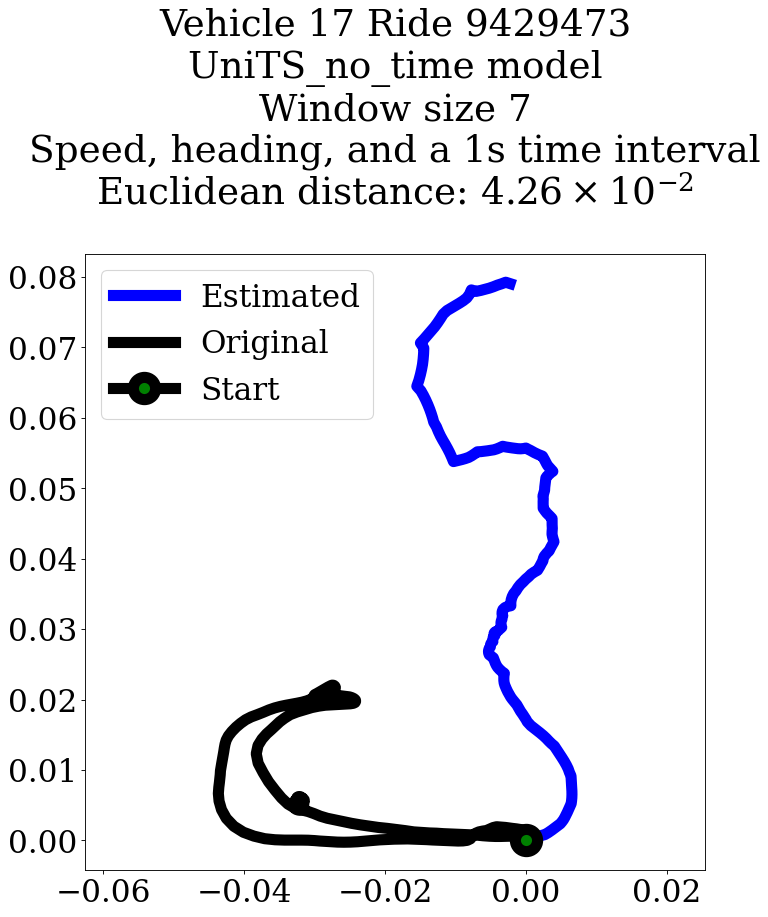 Vehicle 17 Ride 9429473
UniTS_no_time model
Window size 7
Speed, heading, and a 1s time interval
Euclidean distance: 4.26 × 10⁻²
Estimated
Original
Start
0.08
0.07
0.06
0.05
0.04
0.03
0.02
0.01
0.00
−0.06 −0.04 −0.02 0.00 0.02